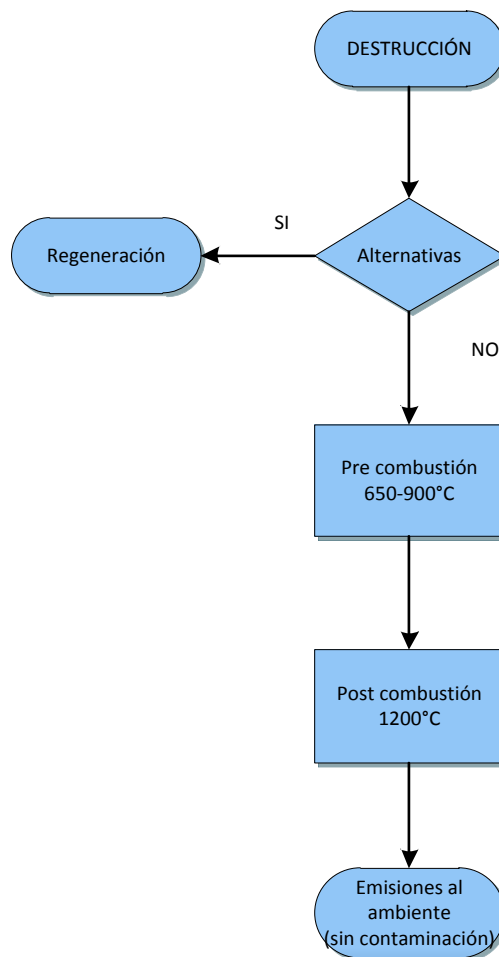 DESTRUCCIÓN
SI
Regeneración
Alternativas
NO
Pre combustión
650-900°C
Post combustión
1200°C
Emisiones al
ambiente
(sin contaminación)